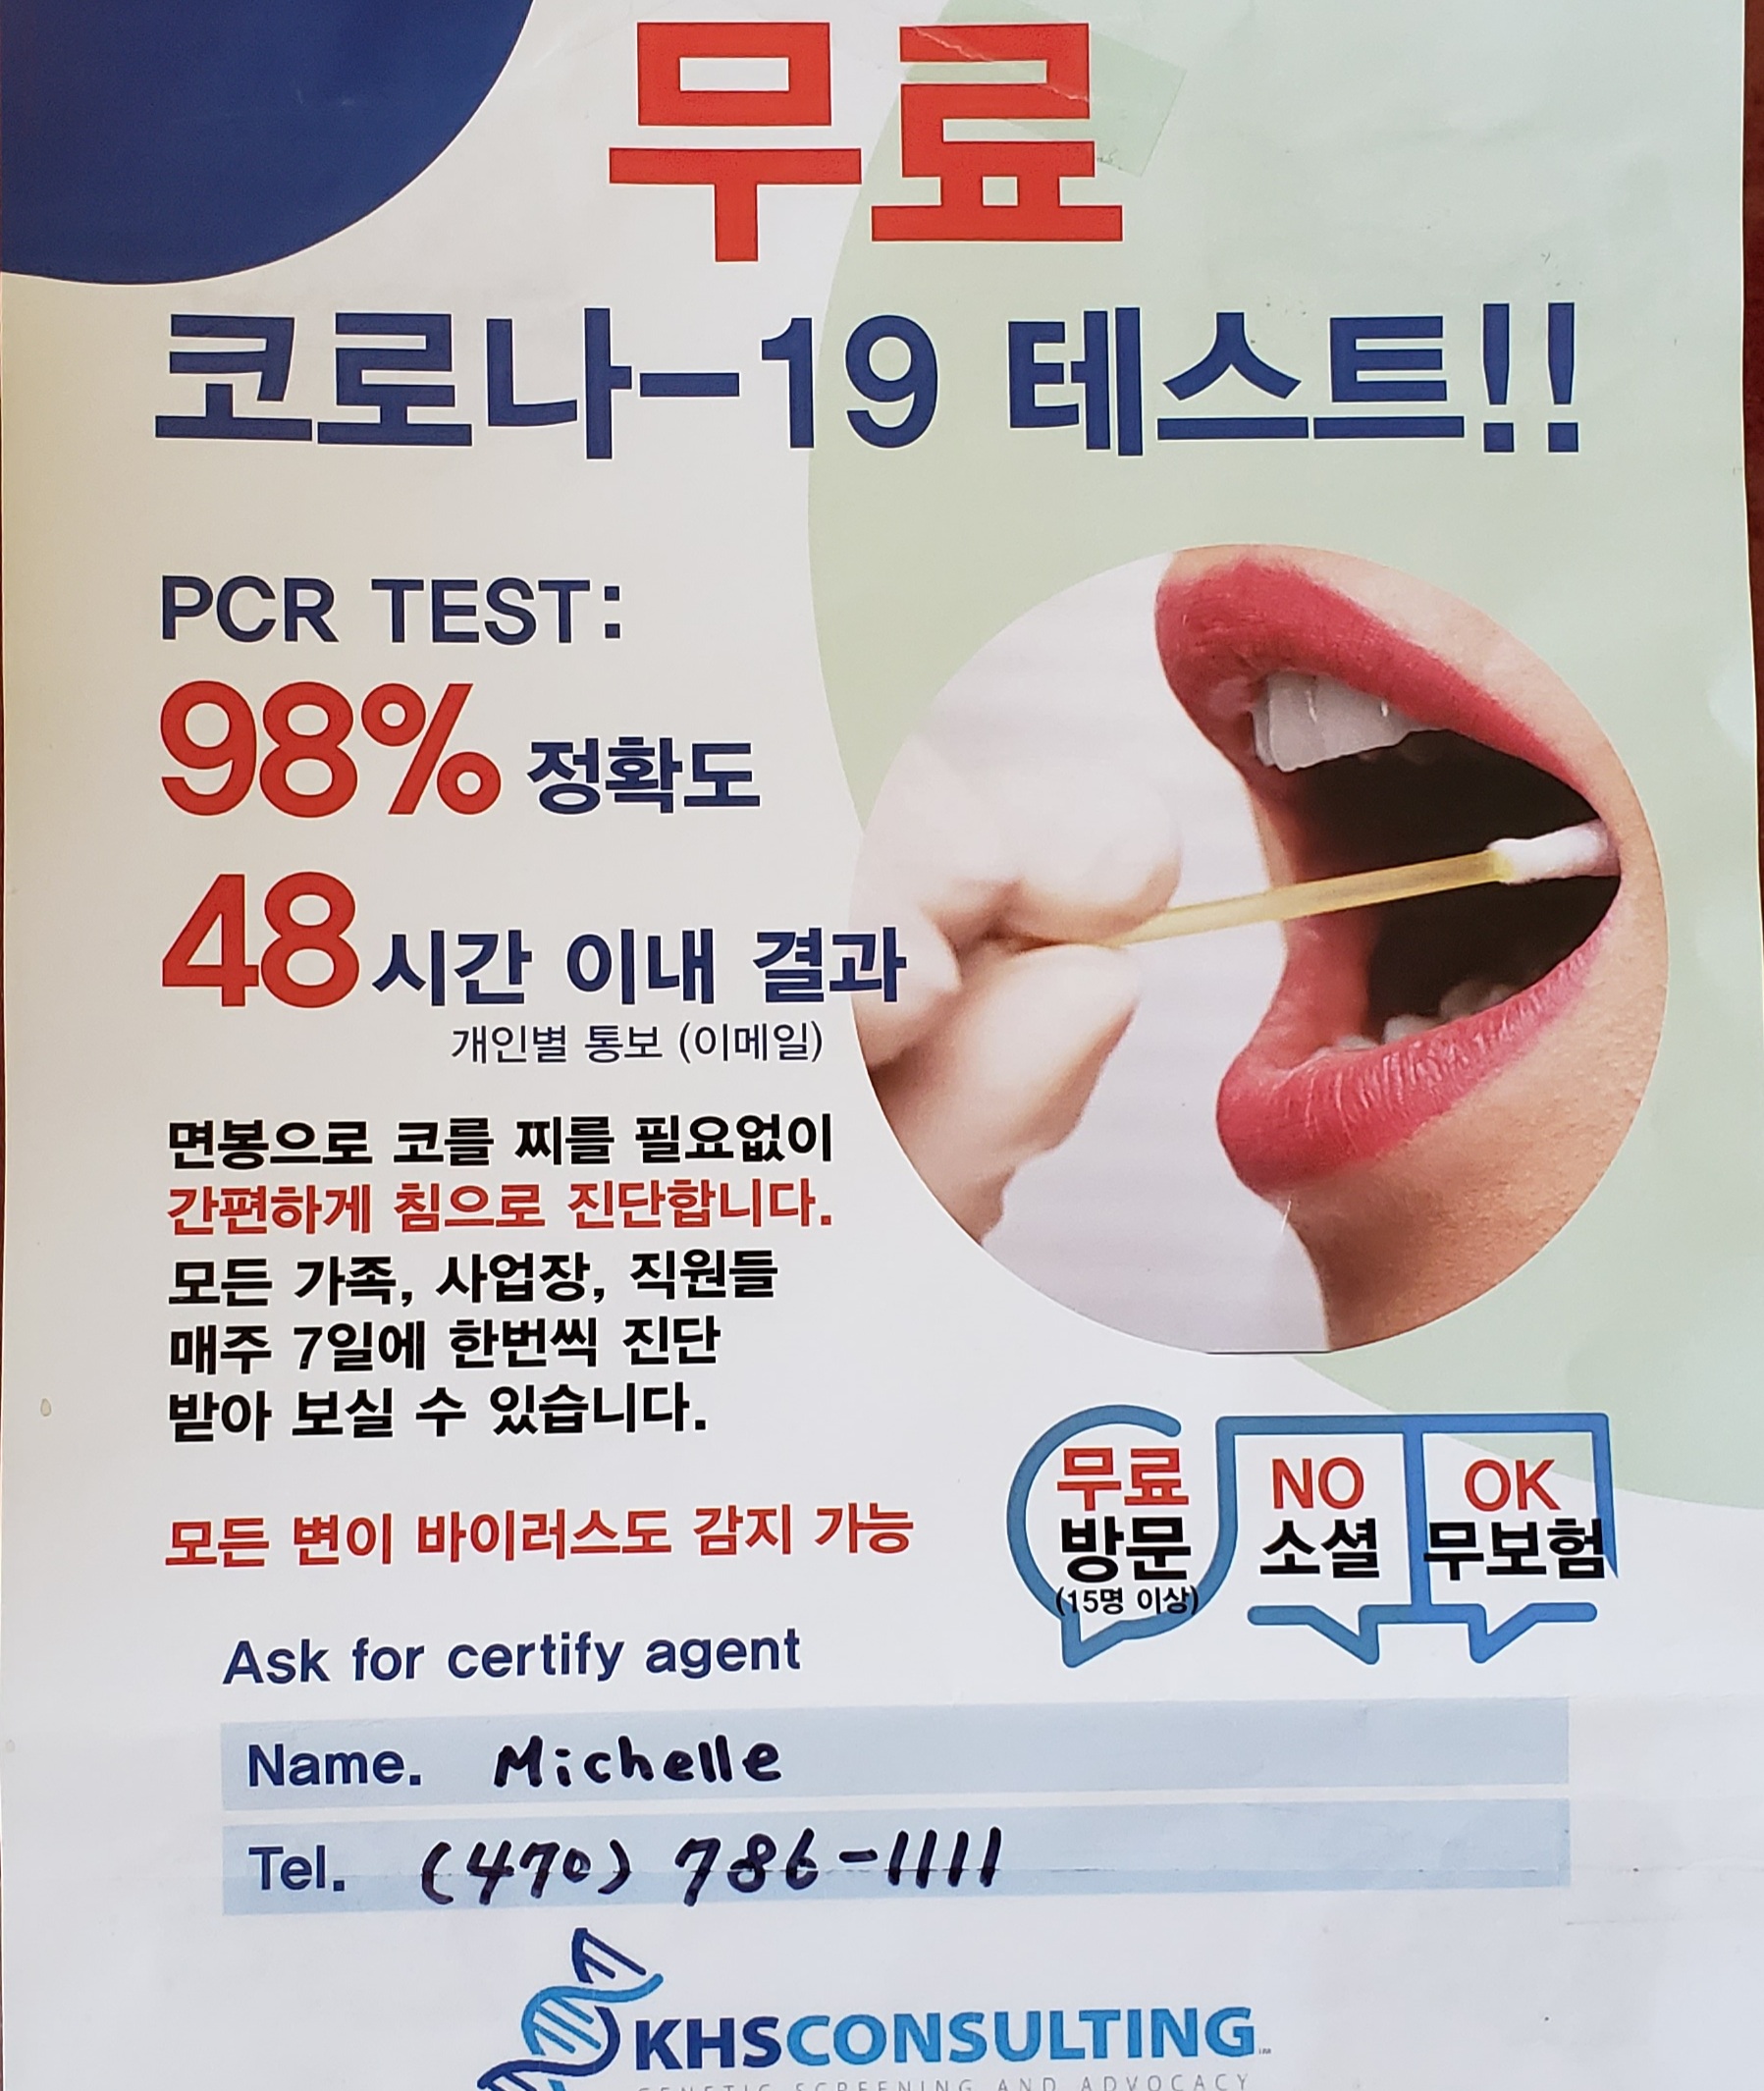 무료
코로나-19 테스트!!
PCR TEST:
98% 정확도
48시간 이내 결과
개인별 통보 (이메일)
면봉으로 코를 찌를 필요없이
간편하게 침으로 진단합니다.
모든 가족, 사업장, 직원들
매주 7일에 한번씩 진단
받아 보실 수 있습니다.
모든 변이 바이러스도 감지 가능
무료
방문
(15명 이상)
NO
소셜
OK
무보험
Ask for certify agent
Name. Michelle
Tel. (470) 786-1111
KHSCONSULTING
GENETIC SCREENING AND ADVOCACY